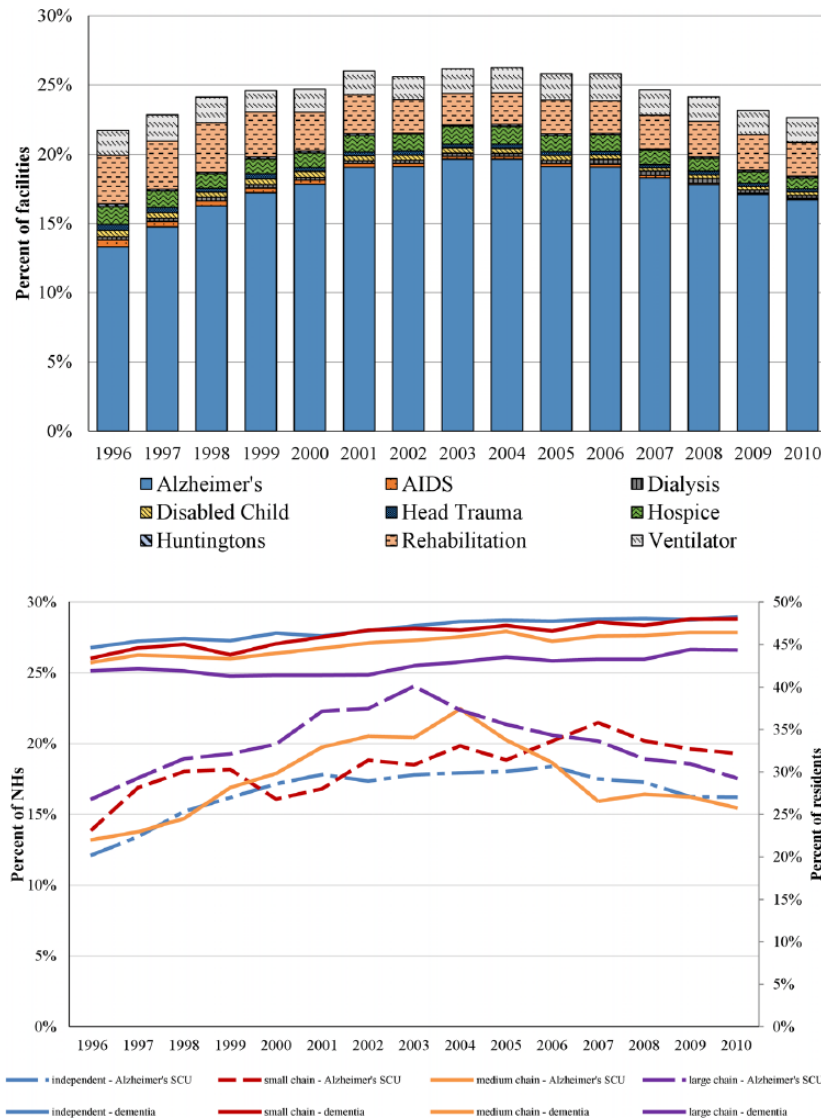 30%
25%
20%
15%
10%
5%
0%
Percent of facilities
1996 1997 1998 1999 2000 2001 2002 2003 2004 2005 2006 2007 2008 2009 2010
Alzheimer's AIDS Dialysis
Disabled Child Head Trauma Hospice
Huntingtons Rehabilitation Ventilator
30% 50%
45%
25% 40%
35%
20%
30%
15% 25%
20%
10%
15%
10%
5%
5%
0% 0%
Percent of NHs
Percent of residents
1996 1997 1998 1999 2000 2001 2002 2003 2004 2005 2006 2007 2008 2009 2010
independent - Alzheimer's SCU small chain - Alzheimer's SCU medium chain - Alzheimer's SCU large chain - Alzheimer's SCU
independent - dementia small chain - dementia medium chain - dementia large chain - dementia